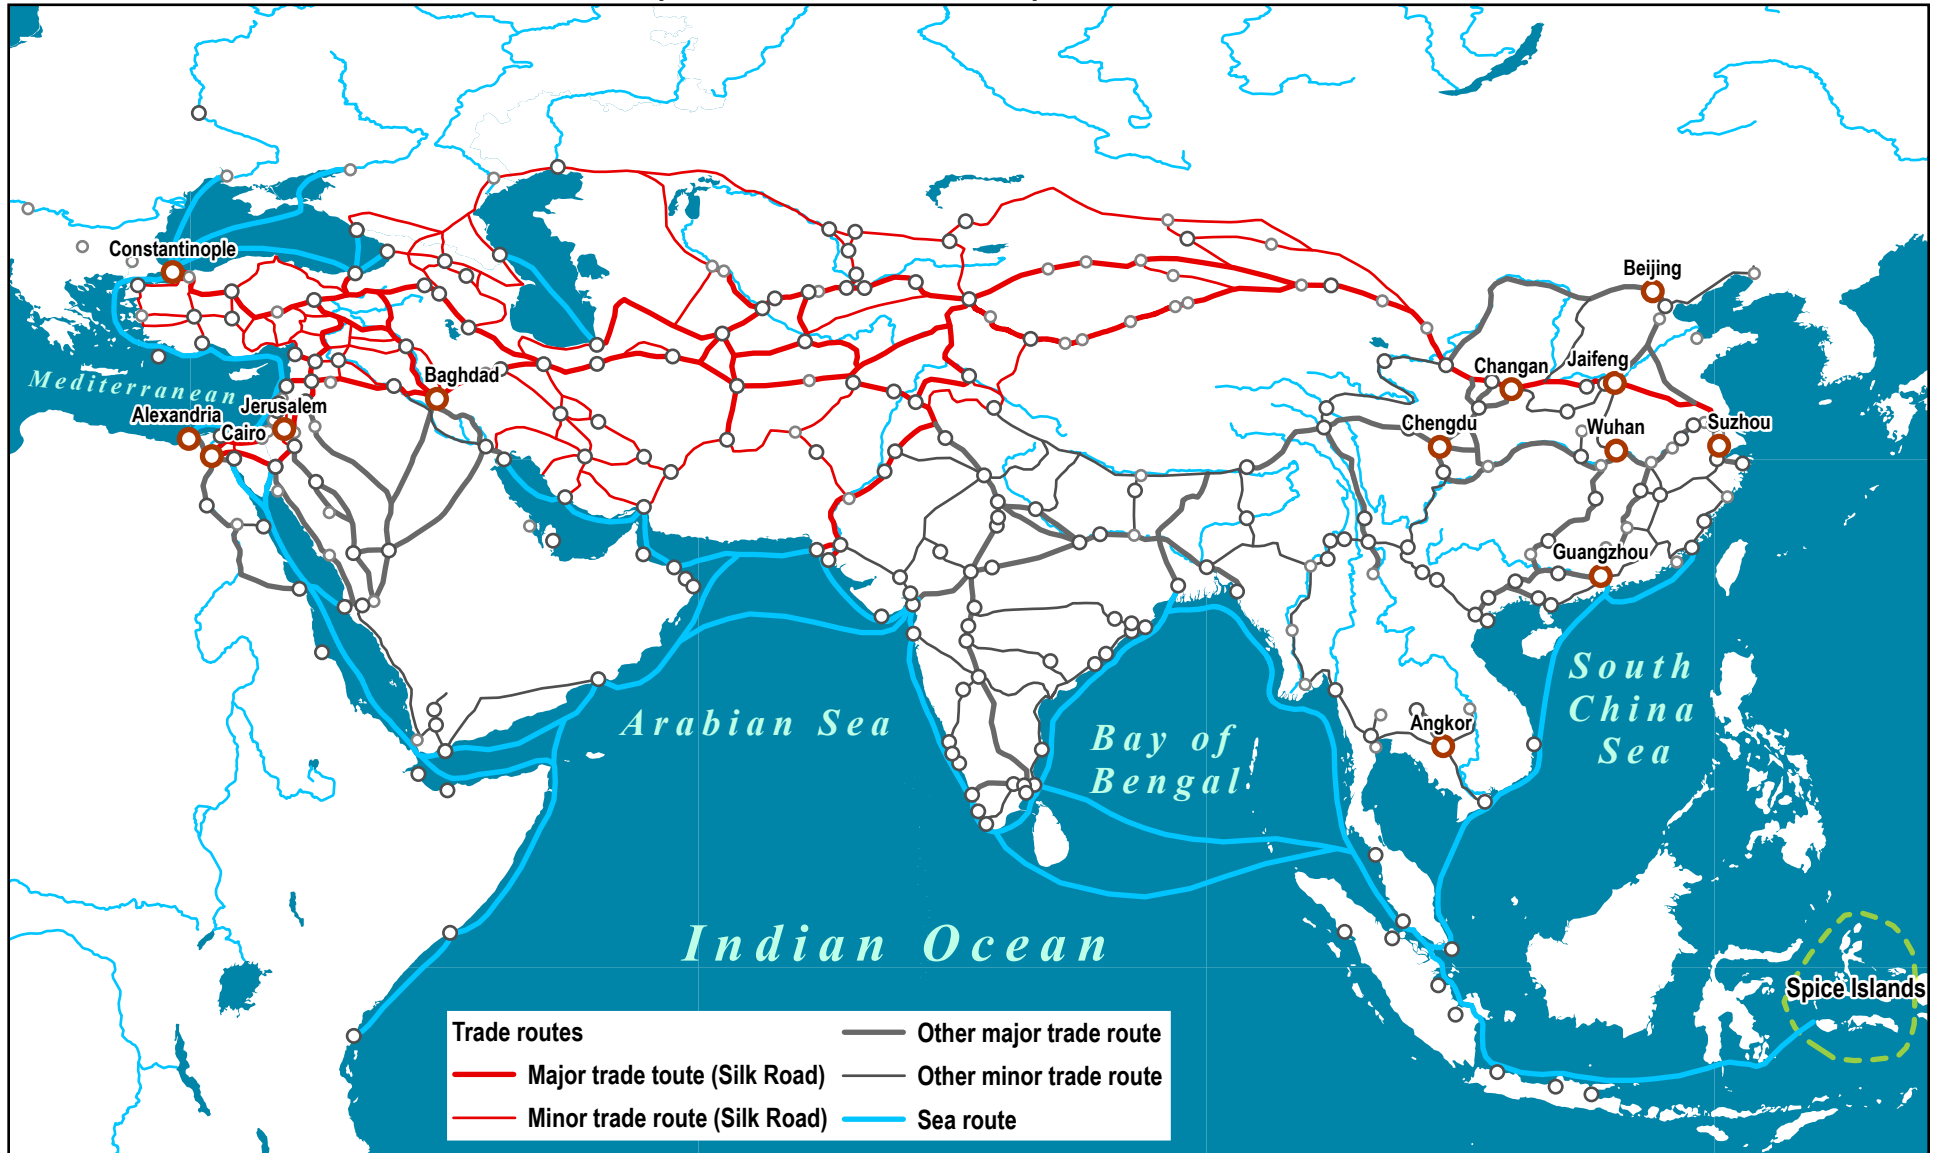 Constantinople
Beijing
Changan
Jaifeng
Mediterranean
Baghdad
Alexandria
Jerusalem
Cairo
Chengdu
Wuhan
Suzhou
Guangzhou
South
China
Sea
Arabian Sea
Bay of
Bengal
Angkor
Indian Ocean
Spice Islands
Trade routes
Major trade toute (Silk Road)
Minor trade route (Silk Road)
Other major trade route
Other minor trade route
Sea route